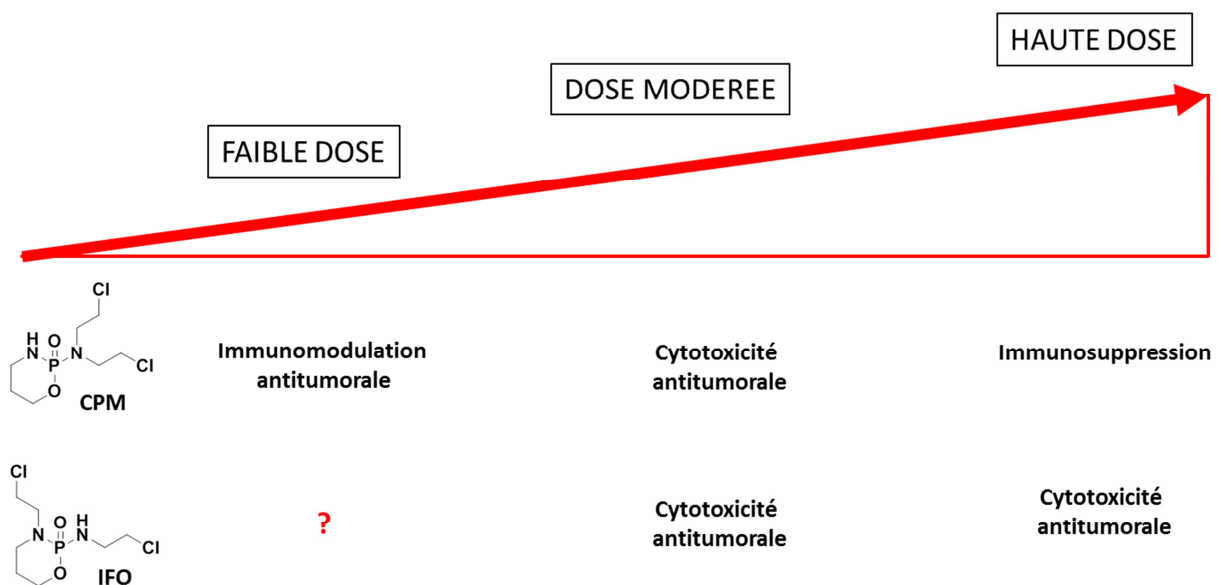 HAUTE DOSE
DOSE MODEREE
FAIBLE DOSE
Cl
H
N
O
P
N
Cl
O
CPM
Immunomodulation
antitumorale
Cytotoxicité
antitumorale
Immunosuppression
Cl
O
H
N
P
N
Cl
O
IFO
?
Cytotoxicité
antitumorale
Cytotoxicité
antitumorale